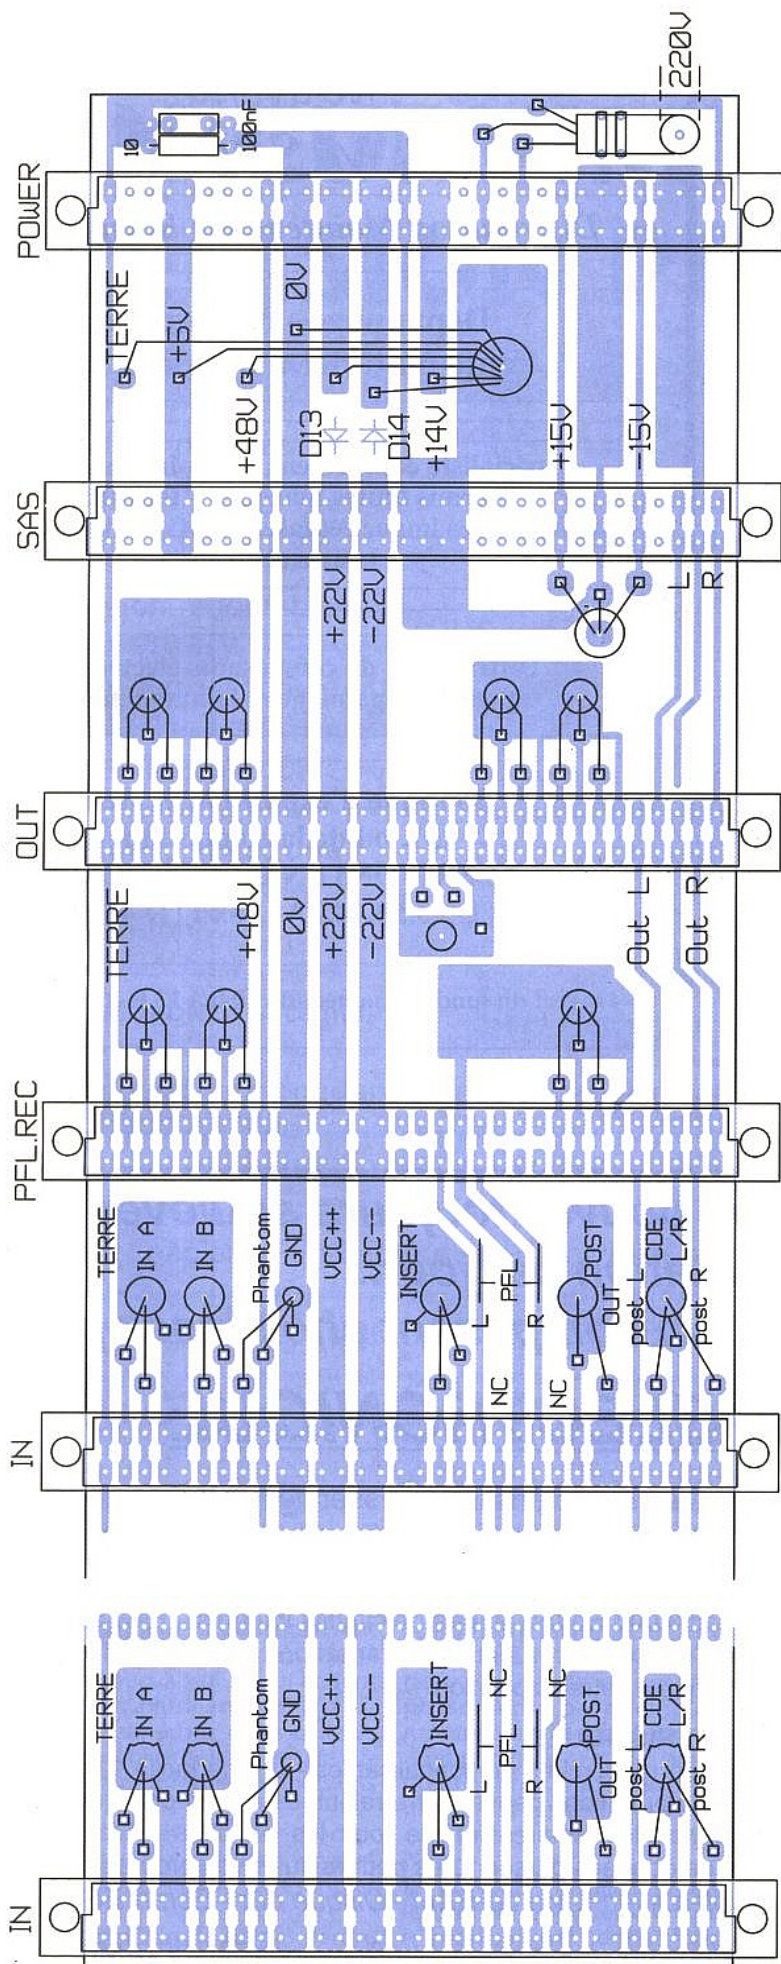 220V
10
100nF
POWER
TERRE
+6V
0V
+48V
D13
D14
+14V
+15V
-15V
SAS
+22V
-22V
L
R
OUT
TERRE
+48V
0V
+22V
-22V
Out L
Out R
PFL.REC
TERRE
IN A
IN B
Phantom
GND
VCC++
VCC--
INSERT
L
PFL
R
NC
NC
POST
OUT
post L
CDE
L/R
post R
IN
TERRE
IN A
IN B
Phantom
GND
VCC++
VCC--
INSERT
L
PFL
R
NC
NC
POST
OUT
post L
CDE
L/R
post R
IN